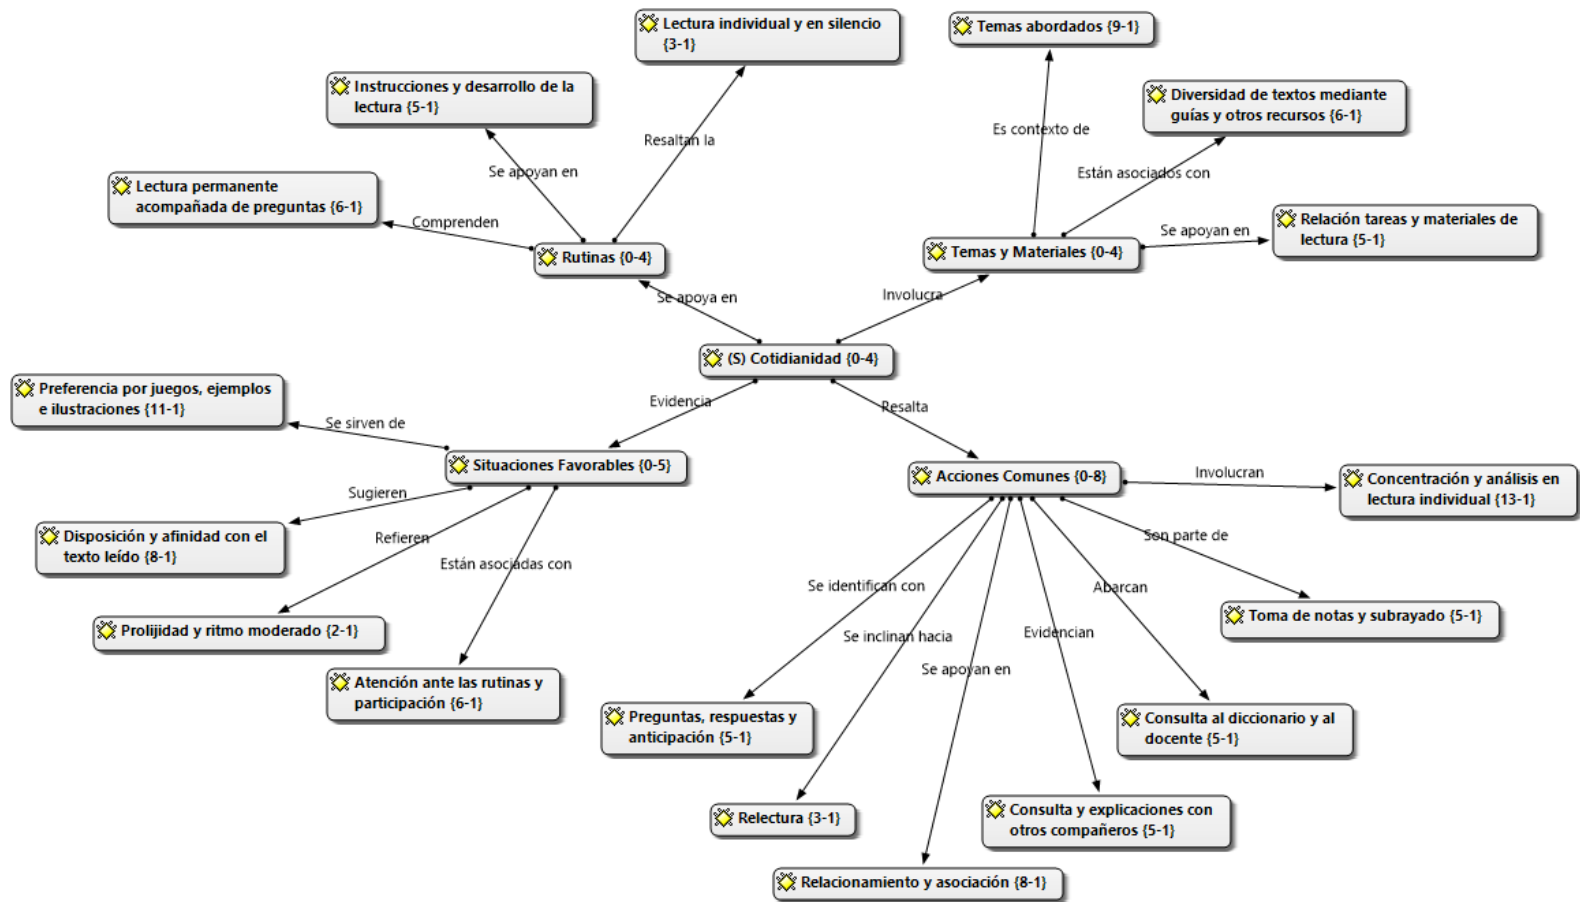 Lectura individual y en silencio
{3-1}
Temas abordados {9-1}
Instrucciones y desarrollo de la
lectura {5-1}
Diversidad de textos mediante
guías y otros recursos {6-1}
Es contexto de
Resaltan la
Se apoyan en
Están asociados con
Lectura permanente
acompañada de preguntas {6-1}
Comprenden
Relación tareas y materiales de
lectura {5-1}
Se apoyan en
Rutinas {0-4}
Temas y Materiales {0-4}
Se apoya en
Involucra
(S) Cotidianidad {0-4}
Preferencia por juegos, ejemplos
e ilustraciones {11-1}
Evidencia
Resalta
Se sirven de
Situaciones Favorables {0-5}
Acciones Comunes {0-8}
Involucran
Concentración y análisis en
lectura individual {13-1}
Sugieren
Disposición y afinidad con el
texto leído {8-1}
Refieren
Están asociadas con
Son parte de
Se identifican con
Abarcan
Prolijidad y ritmo moderado {2-1}
Toma de notas y subrayado {5-1}
Se inclinan hacia
Evidencian
Se apoyan en
Atención ante las rutinas y
participación {6-1}
Preguntas, respuestas y
anticipación {5-1}
Consulta al diccionario y al
docente {5-1}
Relectura {3-1}
Consulta y explicaciones con
otros compañeros {5-1}
Relacionamiento y asociación {8-1}